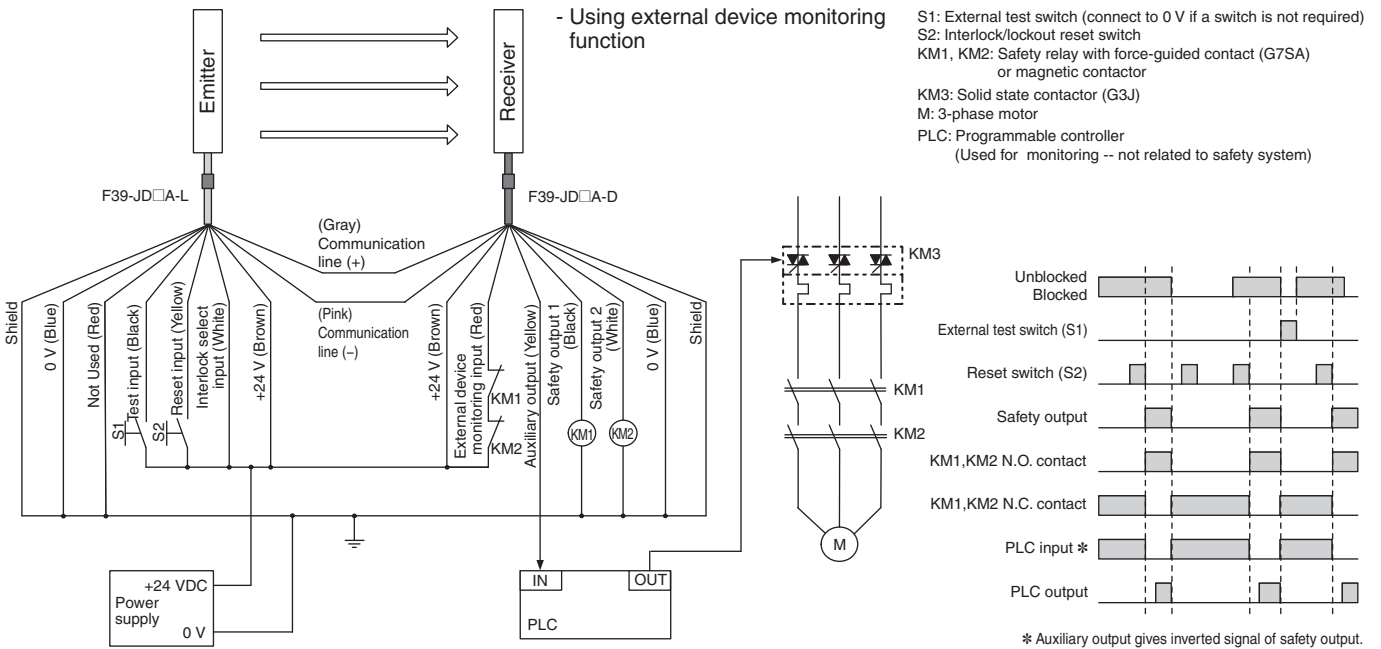 - Using external device monitoring
function
S1: External test switch (connect to 0 V if a switch is not required)
S2: Interlock/lockout reset switch
KM1, KM2: Safety relay with force-guided contact (G7SA)
or magnetic contactor
KM3: Solid state contactor (G3J)
M: 3-phase motor
PLC: Programmable controller
(Used for monitoring -- not related to safety system)
Emitter
Receiver
F39-JD□A-L
F39-JD□A-D
(Gray)
Communication
line (+)
(Pink)
Communication
line (–)
Shield
0 V (Blue)
Not Used (Red)
Test input (Black)
Reset input (Yellow)
Interlock select
input (White)
+24 V (Brown)
S1
S2
+24 V (Brown)
External device
monitoring input (Red)
KM1
KM2
Auxiliary output (Yellow)
Safety output 1
(Black)
Safety output 2
(White)
0 V (Blue)
Shield
KM1
KM2
+24 VDC
Power
supply
0 V
IN
OUT
PLC
KM3
KM1
KM2
M
Unblocked
Blocked
External test switch (S1)
Reset switch (S2)
Safety output
KM1,KM2 N.O. contact
KM1,KM2 N.C. contact
PLC input ✻
PLC output
✻ Auxiliary output gives inverted signal of safety output.